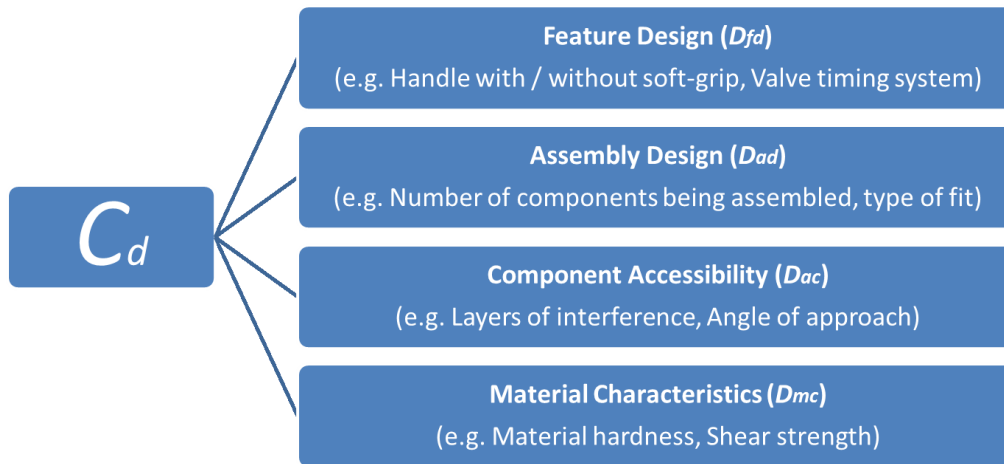 Cd
Feature Design (Dfd)
(e.g. Handle with / without soft-grip, Valve timing system)
Assembly Design (Dad)
(e.g. Number of components being assembled, type of fit)
Component Accessibility (Dac)
(e.g. Layers of interference, Angle of approach)
Material Characteristics (Dmc)
(e.g. Material hardness, Shear strength)